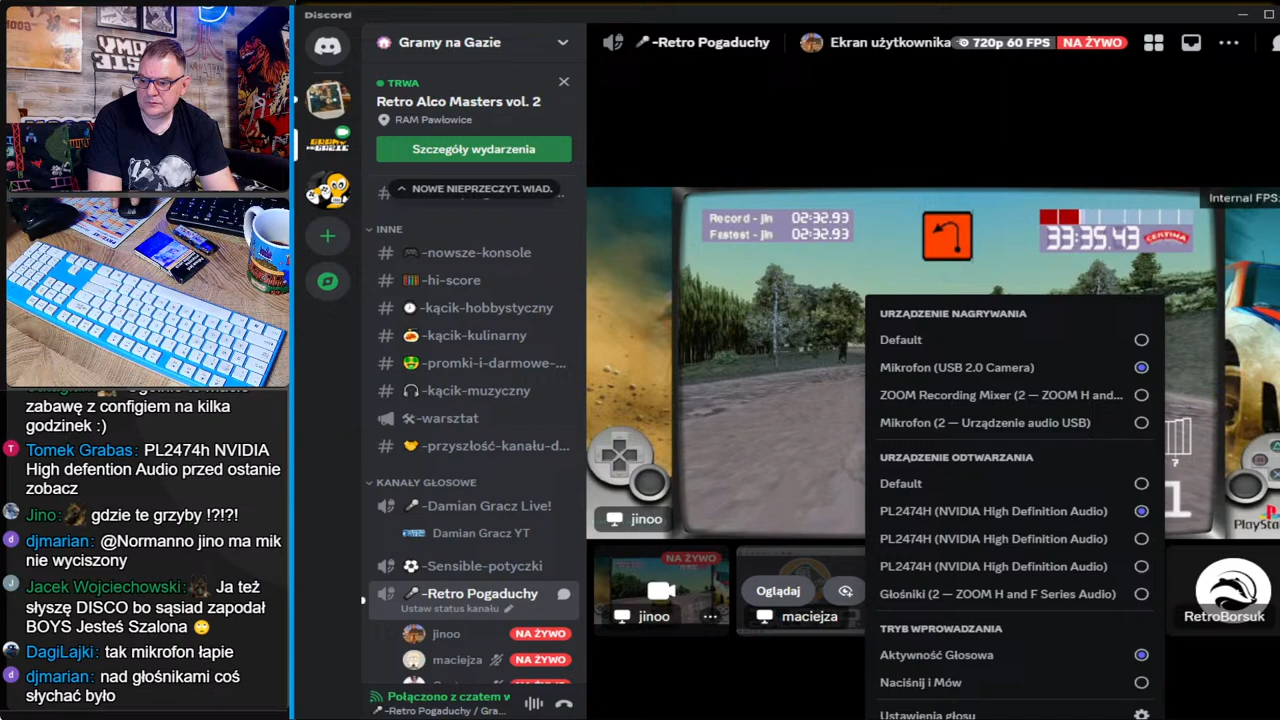 Discord
Gramy na Gazie
TRWA
Retro Alco Masters vol. 2
RAM Pawłowice
Szczegóły wydarzenia
NOWE NIEPRZECZYT. WIAD.
INNE
-nowsze-konsole
-hi-score
-kącik-hobbystyczny
-kącik-kulinarny
-promki-i-darmowe-...
-kącik-muzyczny
-warsztat
-przyszłość-kanału-d...
KANAŁY GŁOSOWE
-Damian Gracz Live!
Damian Gracz YT
-Sensible-potyczki
-Retro Pogaduchy
Ustaw status kanału
jinoo NA ŻYWO
maciejza NA ŻYWO
Połączono z czatem w
-Retro Pogaduchy / Gra...
-Retro Pogaduchy
Ekran użytkownika 720p 60 FPS NA ŻYWO
Internal FPS:
Record - jin 02:32.93
Fastest - jin 02:32.93
33:35.43 CERTINA
7
1
PlaySta
jinoo
NA ŻYWO
jinoo
Oglądaj
maciejza
RetroBorsuk
URZĄDZENIE NAGRYWANIA
Default
Mikrofon (USB 2.0 Camera)
ZOOM Recording Mixer (2 — ZOOM H and...
Mikrofon (2 — Urządzenie audio USB)
URZĄDZENIE ODTWARZANIA
Default
PL2474H (NVIDIA High Definition Audio)
PL2474H (NVIDIA High Definition Audio)
PL2474H (NVIDIA High Definition Audio)
Głośniki (2 — ZOOM H and F Series Audio)
TRYB WPROWADZANIA
Aktywność Głosowa
Naciśnij i Mów
Ustawienia głosu
zabawę z configiem na kilka
godzinek :)
Tomek Grabas: PL2474h NVIDIA
High defention Audio przed ostanie
zobacz
Jino: gdzie te grzyby !?!?!
djmarian: @Normanno jino ma mik
nie wyciszony
Jacek Wojciechowski: Ja też
słyszę DISCO bo sąsiad zapodał
BOYS Jesteś Szalona
DagiLajki: tak mikrofon łapie
djmarian: nad głośnikami coś
słychać było